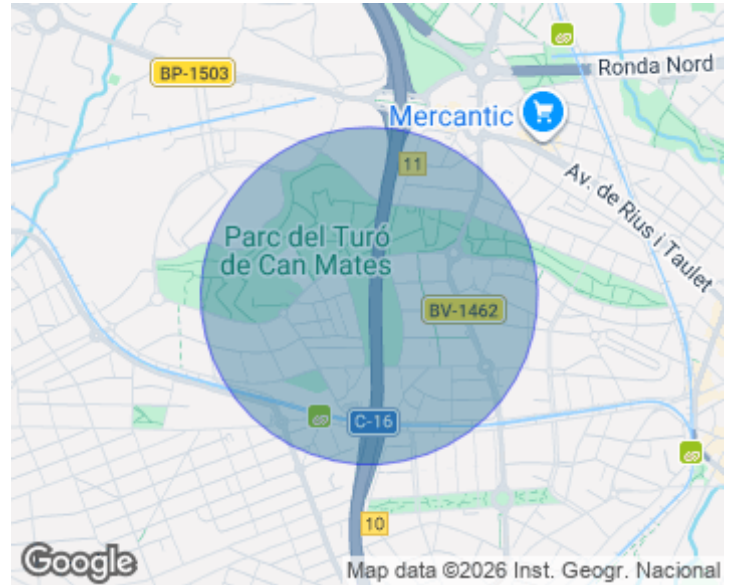 BP-1503
Ronda Nord
Mercantic
11
Av. de Rius i Taulet
Parc del Turó
de Can Mates
BV-1462
C-16
10
Google
Map data ©2026 Inst. Geogr. Nacional